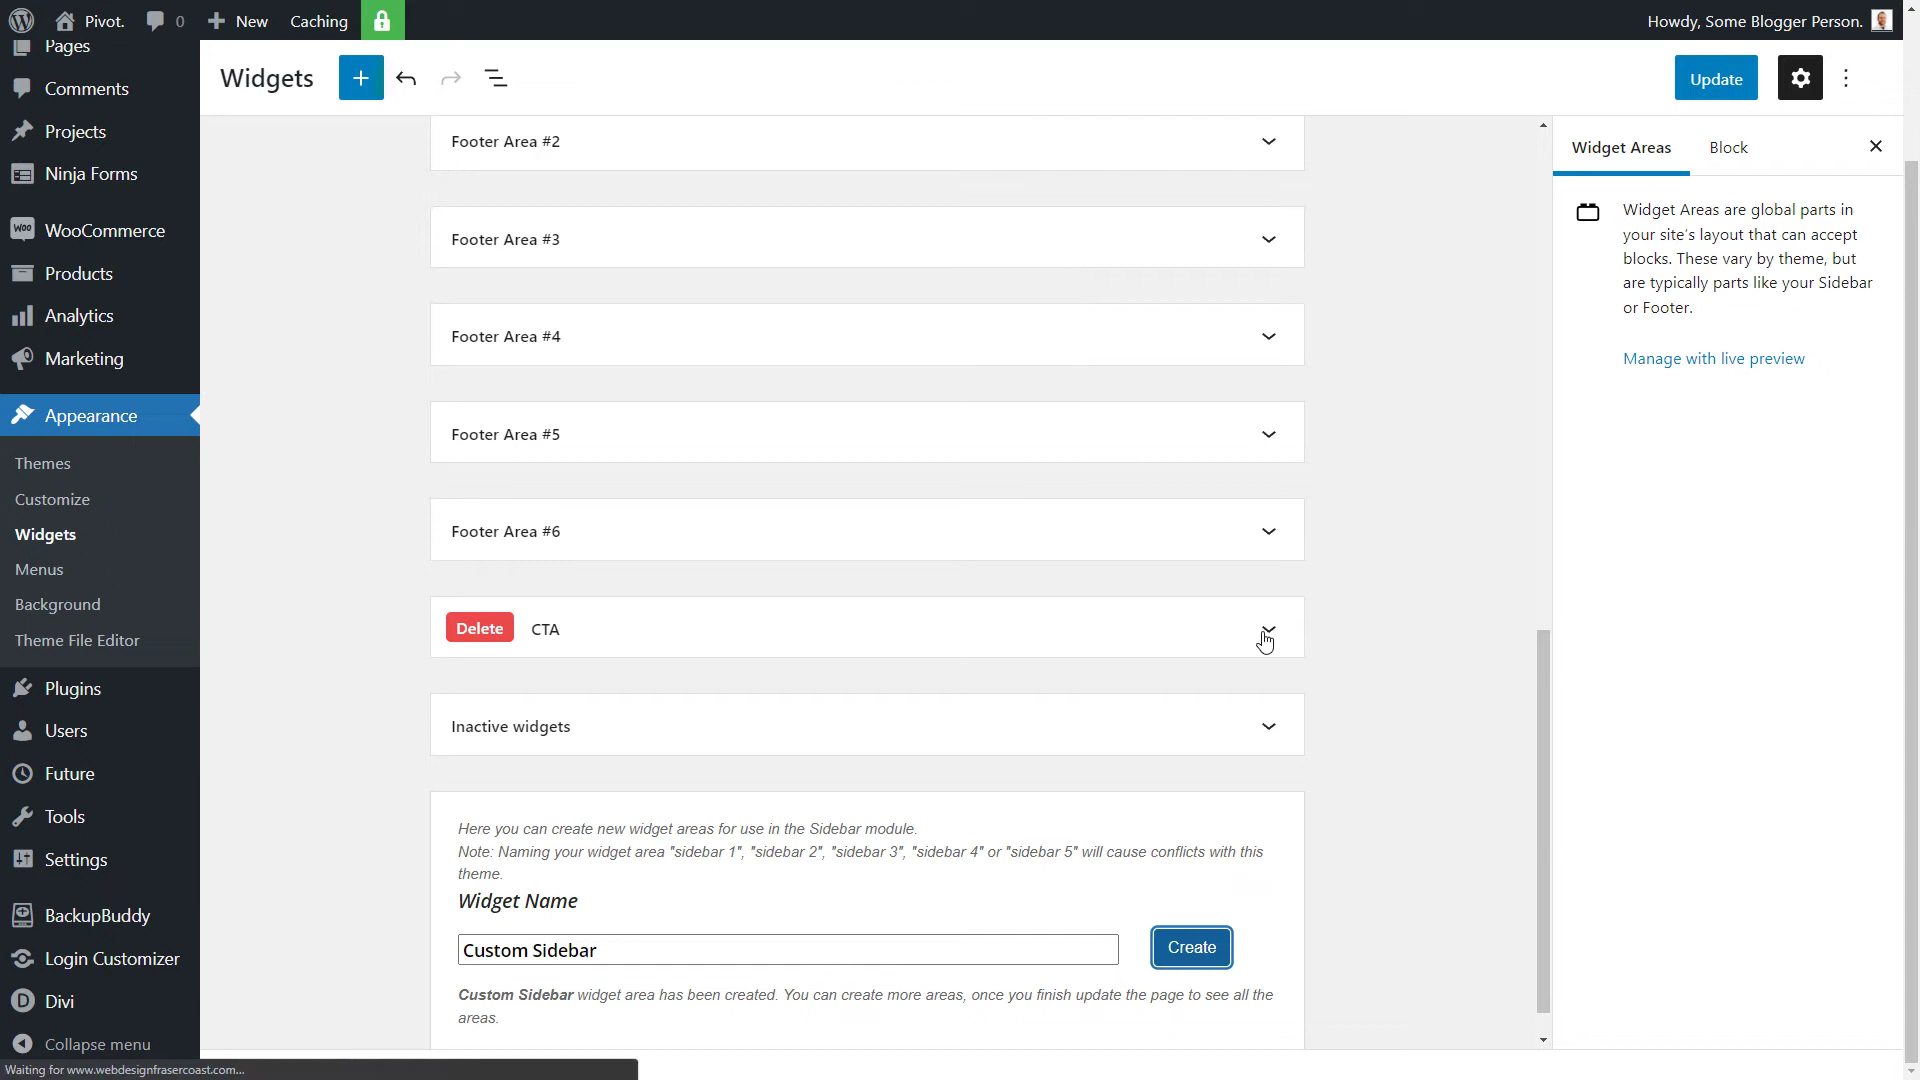 Pivot. 0 New Caching Howdy, Some Blogger Person.
Pages
Comments
Projects
Ninja Forms
WooCommerce
Products
Analytics
Marketing
Appearance
Themes
Customize
Widgets
Menus
Background
Theme File Editor
Plugins
Users
Future
Tools
Settings
BackupBuddy
Login Customizer
Divi
Collapse menu
Waiting for www.webdesignfrasercoast.com...
Widgets
Update
Footer Area #2
Footer Area #3
Footer Area #4
Footer Area #5
Footer Area #6
Delete CTA
Inactive widgets
Here you can create new widget areas for use in the Sidebar module.
Note: Naming your widget area "sidebar 1", "sidebar 2", "sidebar 3", "sidebar 4" or "sidebar 5" will cause conflicts with this
theme.
Widget Name
Custom Sidebar
Create
Custom Sidebar widget area has been created. You can create more areas, once you finish update the page to see all the
areas.
Widget Areas Block
Widget Areas are global parts in
your site's layout that can accept
blocks. These vary by theme, but
are typically parts like your Sidebar
or Footer.
Manage with live preview